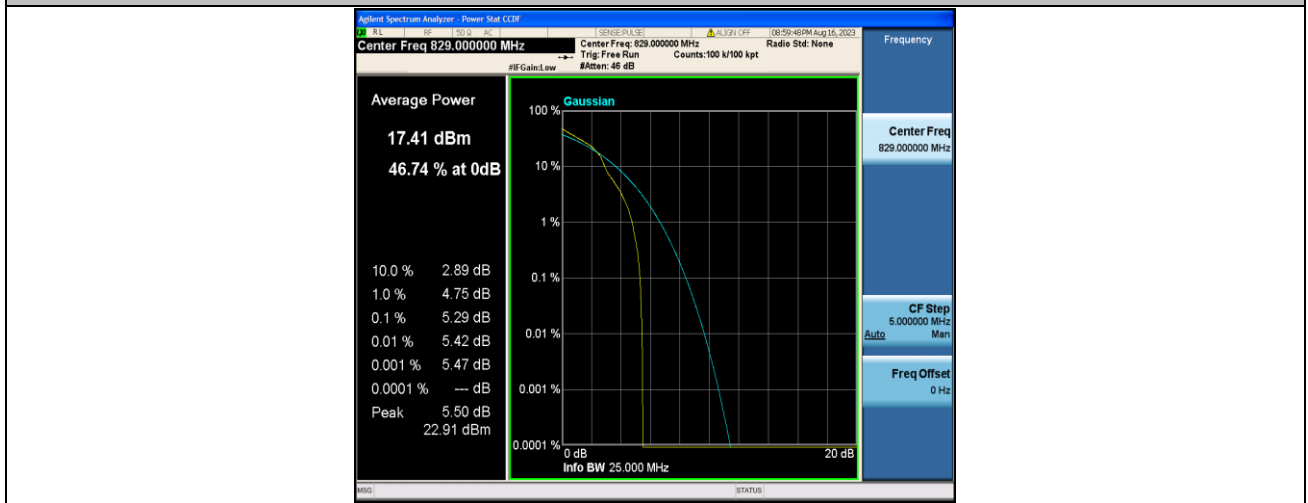 Agilent Spectrum Analyzer - Power Stat CCDF
RL RF 50 Ω AC SENSE:PULSE ALIGN OFF 08:59:48PM Aug 16, 2023
Center Freq 829.000000 MHz
Center Freq: 829.000000 MHz Radio Std: None
Trig: Free Run Counts:100 k/100 kpt
#IFGain:Low #Atten: 46 dB
Frequency
Average Power
17.41 dBm
46.74 % at 0dB
10.0 % 2.89 dB
1.0 % 4.75 dB
0.1 % 5.29 dB
0.01 % 5.42 dB
0.001 % 5.47 dB
0.0001 % --- dB
Peak 5.50 dB
22.91 dBm
Gaussian
100 %
10 %
1 %
0.1 %
0.01 %
0.001 %
0.0001 %
0 dB 20 dB
Info BW 25.000 MHz
Center Freq
829.000000 MHz
CF Step
5.000000 MHz
Auto Man
Freq Offset
0 Hz
MSG STATUS